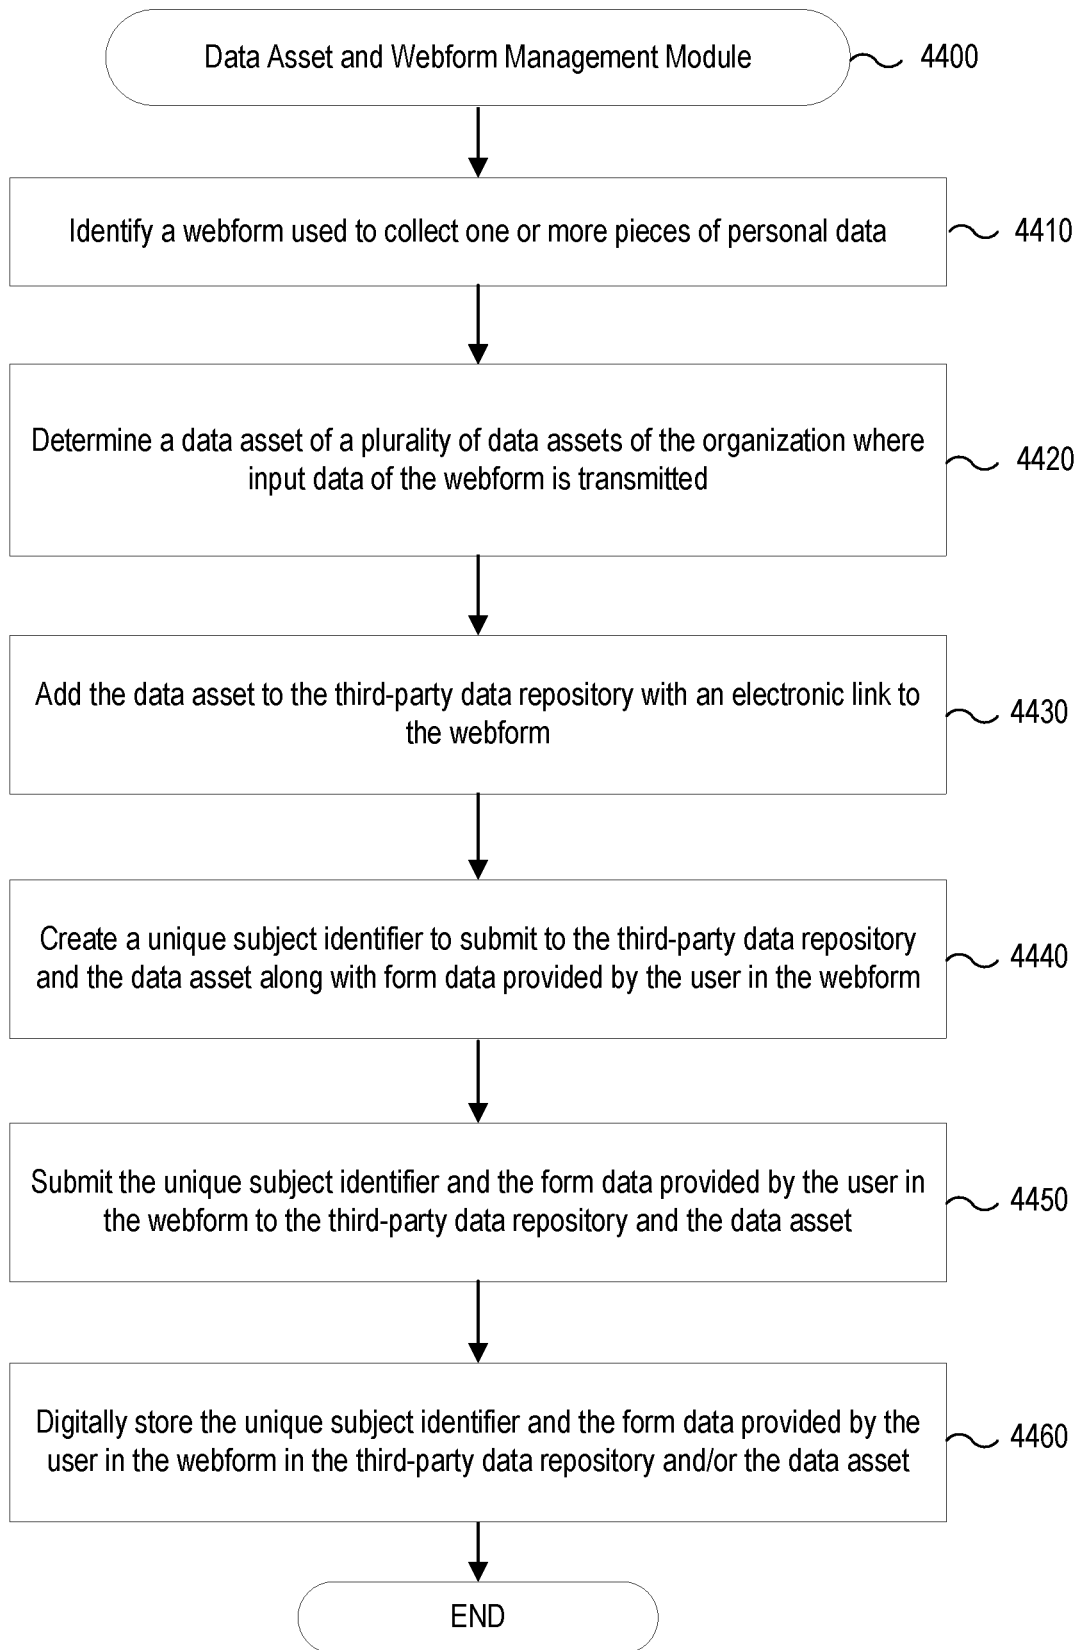 Data Asset and Webform Management Module
4400
Identify a webform used to collect one or more pieces of personal data
4410
Determine a data asset of a plurality of data assets of the organization where
input data of the webform is transmitted
4420
Add the data asset to the third-party data repository with an electronic link to
the webform
4430
Create a unique subject identifier to submit to the third-party data repository
and the data asset along with form data provided by the user in the webform
4440
Submit the unique subject identifier and the form data provided by the user in
the webform to the third-party data repository and the data asset
4450
Digitally store the unique subject identifier and the form data provided by the
user in the webform in the third-party data repository and/or the data asset
4460
END